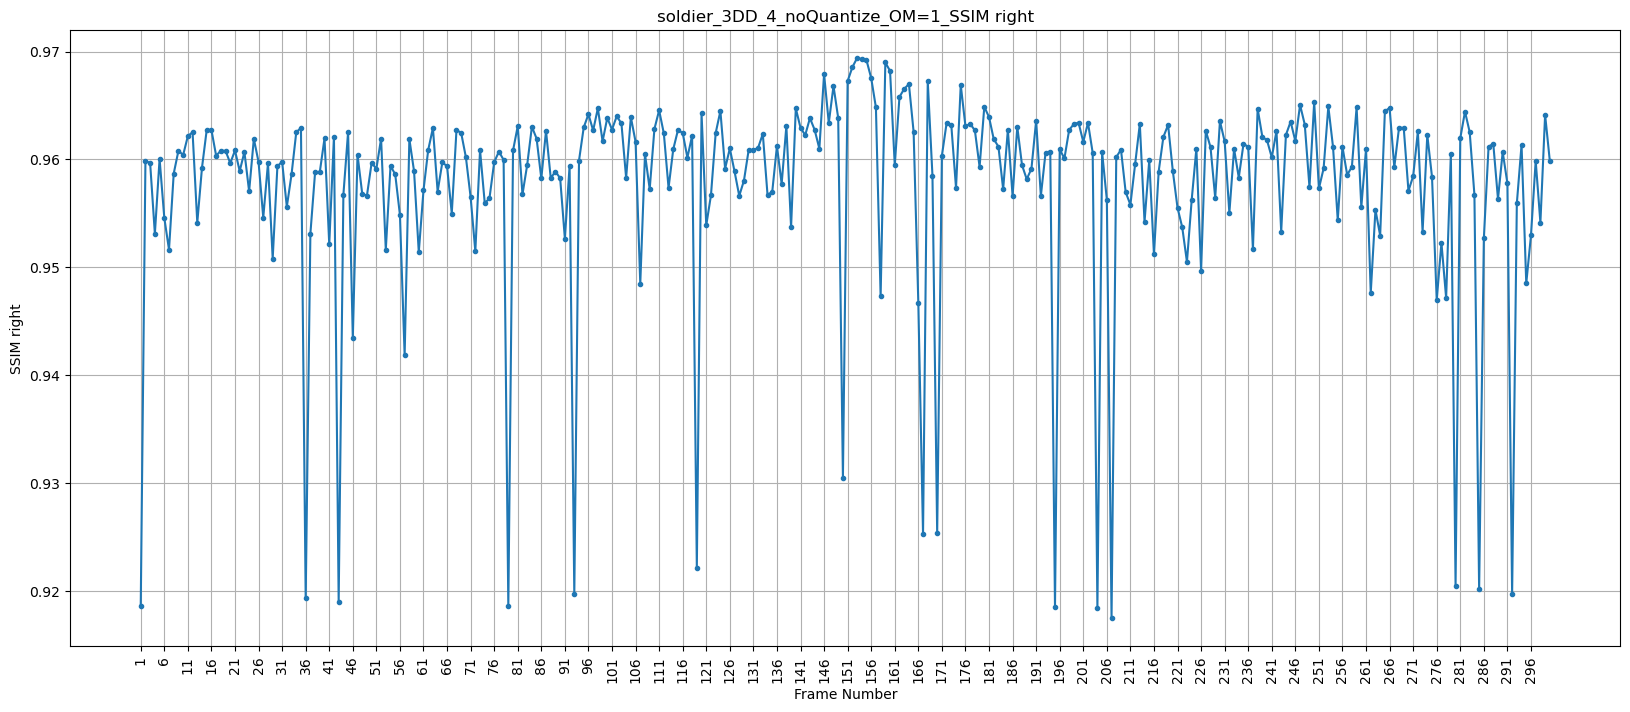 soldier_3DD_4_noQuantize_OM=1_SSIM right
0.97
0.96
0.95
0.94
0.93
0.92
SSIM right
1 6 11 16 21 26 31 36 41 46 51 56 61 66 71 76 81 86 91 96 101 106 111 116 121 126 131 136 141 146 151 156 161 166 171 176 181 186 191 196 201 206 211 216 221 226 231 236 241 246 251 256 261 266 271 276 281 286 291 296
Frame Number